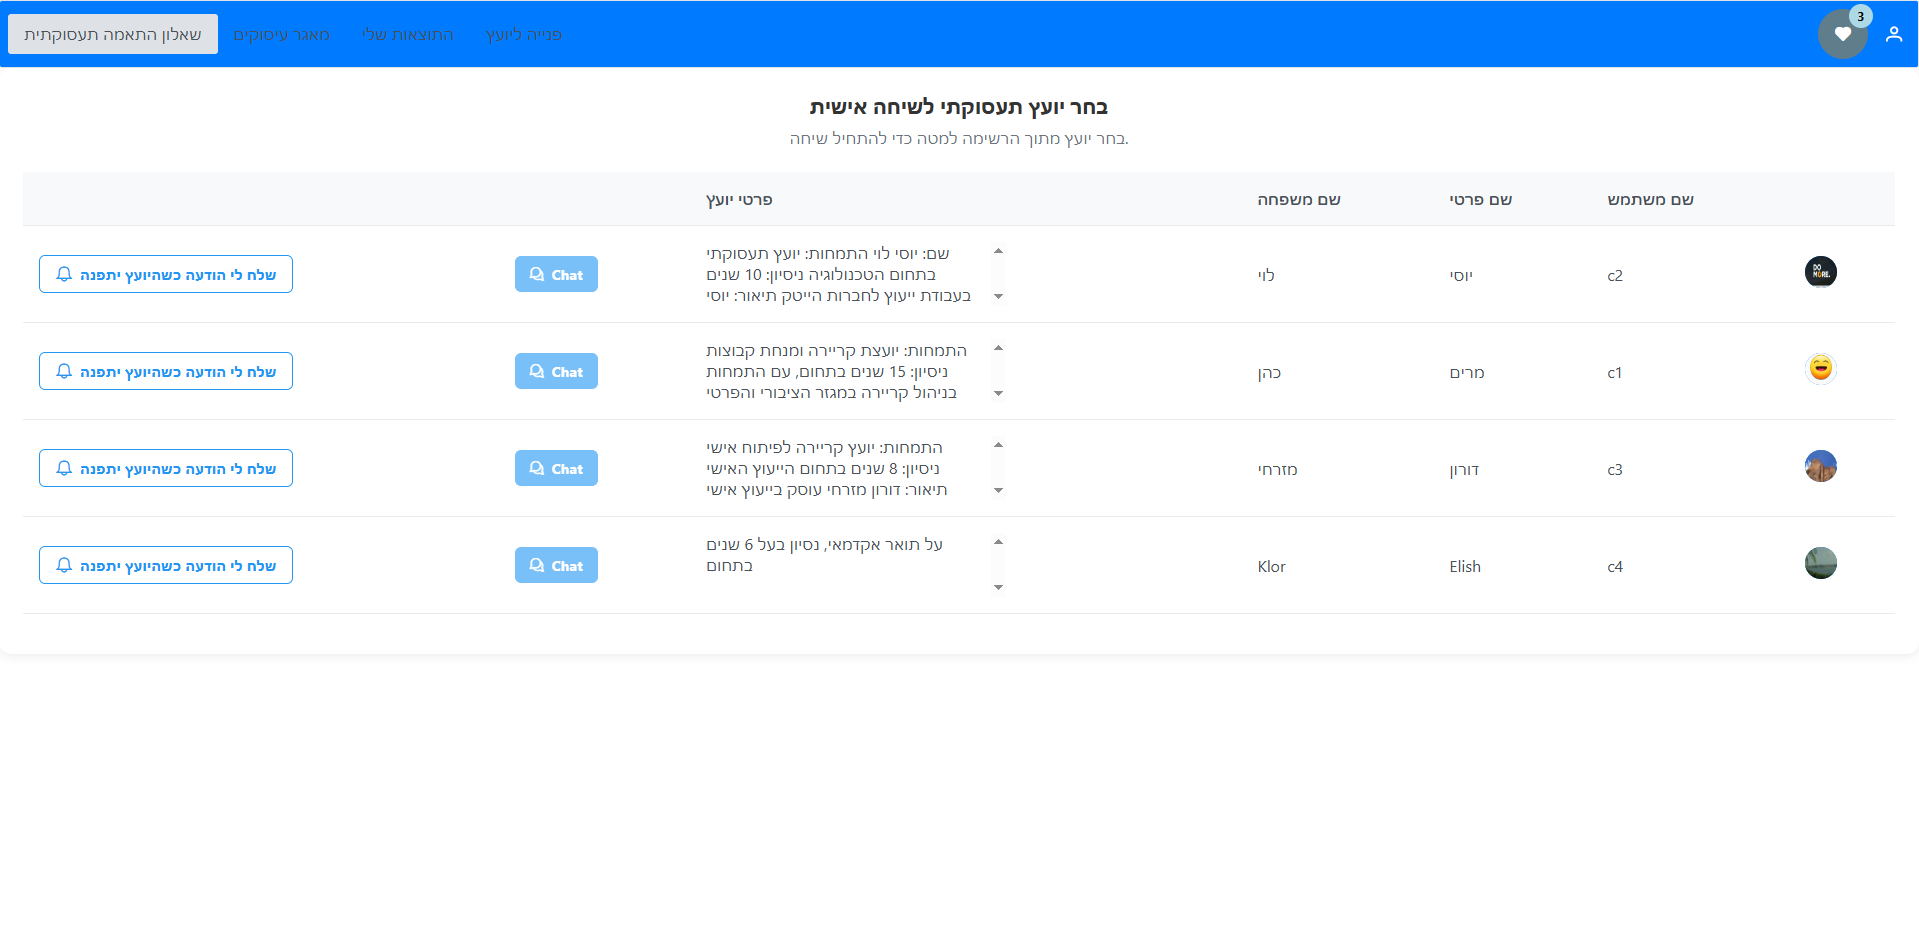 שאלון התאמה תעסוקתית
מאגר עיסוקים
התוצאות שלי
פנייה ליועץ
3
בחר יועץ תעסוקתי לשיחה אישית
בחר יועץ מתוך הרשימה למטה כדי להתחיל שיחה.
שם משתמש
שם פרטי
שם משפחה
פרטי יועץ
DO
MORE.
c2
יוסי
לוי
שם: יוסי לוי התמחות: יועץ תעסוקתי
בתחום הטכנולוגיה ניסיון: 10 שנים
בעבודת ייעוץ לחברות הייטק תיאור: יוסי
Chat
שלח לי הודעה כשהיועץ יתפנה
c1
מרים
כהן
התמחות: יועצת קריירה ומנחת קבוצות
ניסיון: 15 שנים בתחום, עם התמחות
בניהול קריירה במגזר הציבורי והפרטי
Chat
שלח לי הודעה כשהיועץ יתפנה
c3
דורון
מזרחי
התמחות: יועץ קריירה לפיתוח אישי
ניסיון: 8 שנים בתחום הייעוץ האישי
תיאור: דורון מזרחי עוסק בייעוץ אישי
Chat
שלח לי הודעה כשהיועץ יתפנה
c4
Elish
Klor
על תואר אקדמאי, נסיון בעל 6 שנים
בתחום
Chat
שלח לי הודעה כשהיועץ יתפנה